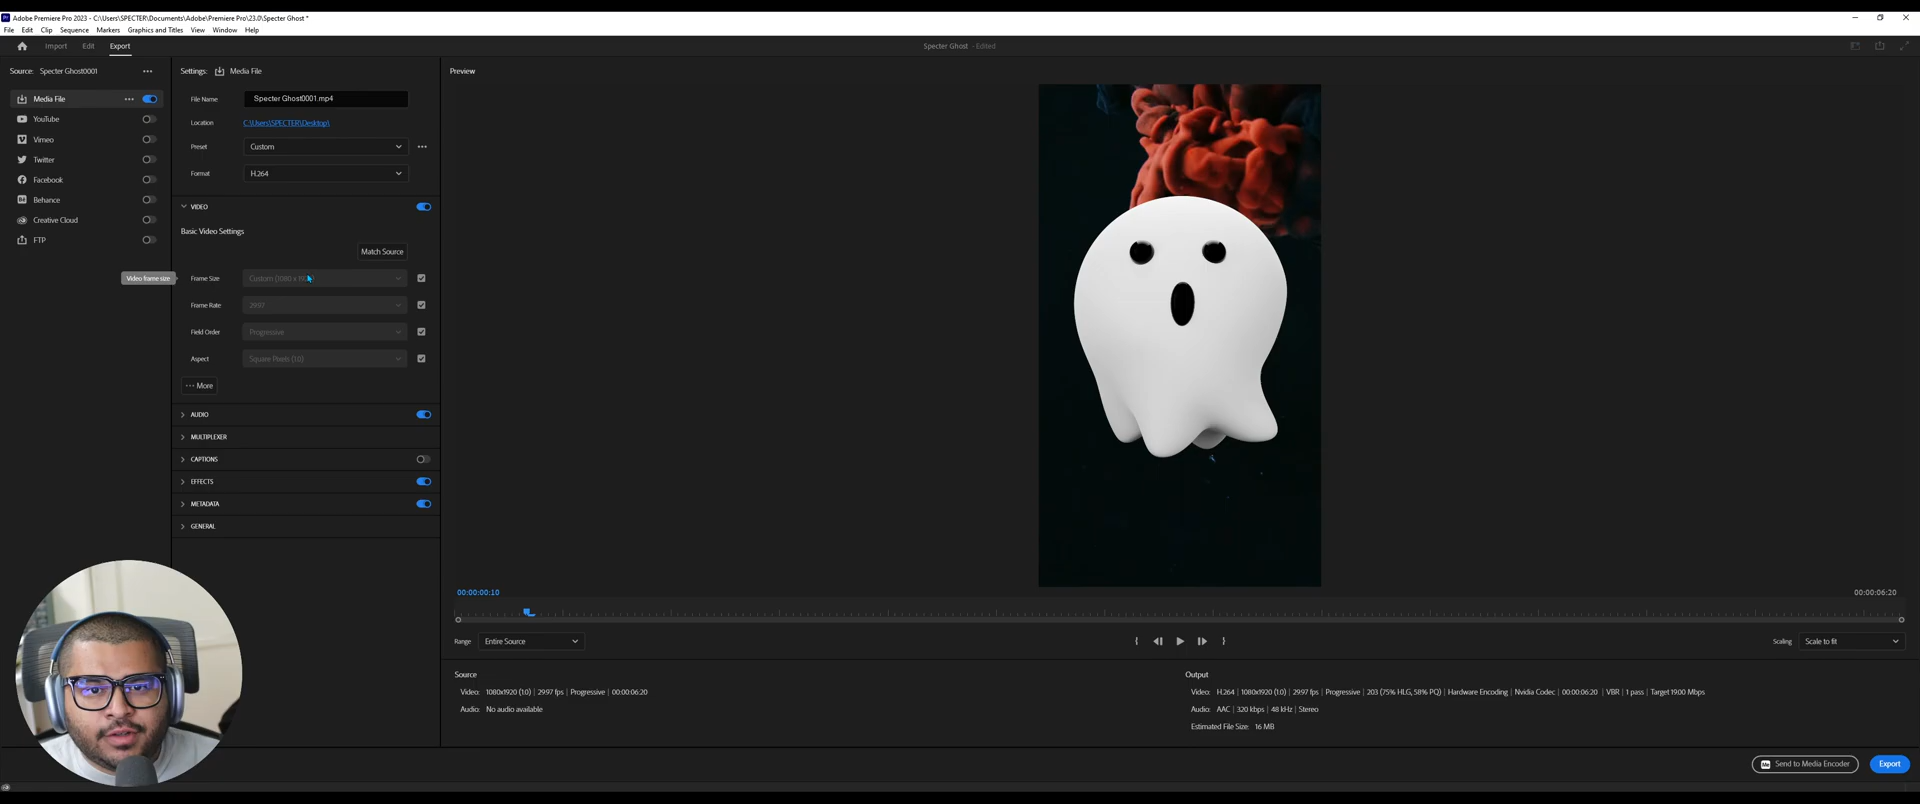 Adobe Premiere Pro 2023 - C:\Users\SPECTER\Documents\Adobe\Premiere Pro\23.0\Specter Ghost *
File Edit Clip Sequence Markers Graphics and Titles View Window Help
Import Edit Export
Specter Ghost - Edited
Source: Specter Ghost0001
Media File
YouTube
Vimeo
Twitter
Facebook
Behance
Creative Cloud
FTP
Video frame size
Settings: Media File
File Name Specter Ghost0001.mp4
Location C:\Users\SPECTER\Desktop\
Preset Custom
Format H.264
VIDEO
Basic Video Settings
Match Source
Frame Size Custom (1080 x
Frame Rate 29.97
Field Order Progressive
Aspect Square Pixels (1.0)
More
AUDIO
MULTIPLEXER
CAPTIONS
EFFECTS
METADATA
GENERAL
Preview
00:00:00:10
00:00:06:20
Range Entire Source
Scaling Scale to fit
Source
Video: 1080x1920 (1.0) | 29.97 fps | Progressive | 00:00:06:20
Audio: No audio available
Output
Video: H.264 | 1080x1920 (1.0) | 29.97 fps | Progressive | 203 (75% HLG, 58% PQ) | Hardware Encoding | Nvidia Codec | 00:00:06:20 | VBR | 1 pass | Target 19.00 Mbps
Audio: AAC | 320 kbps | 48 kHz | Stereo
Estimated File Size: 16 MB
Me Send to Media Encoder
Export